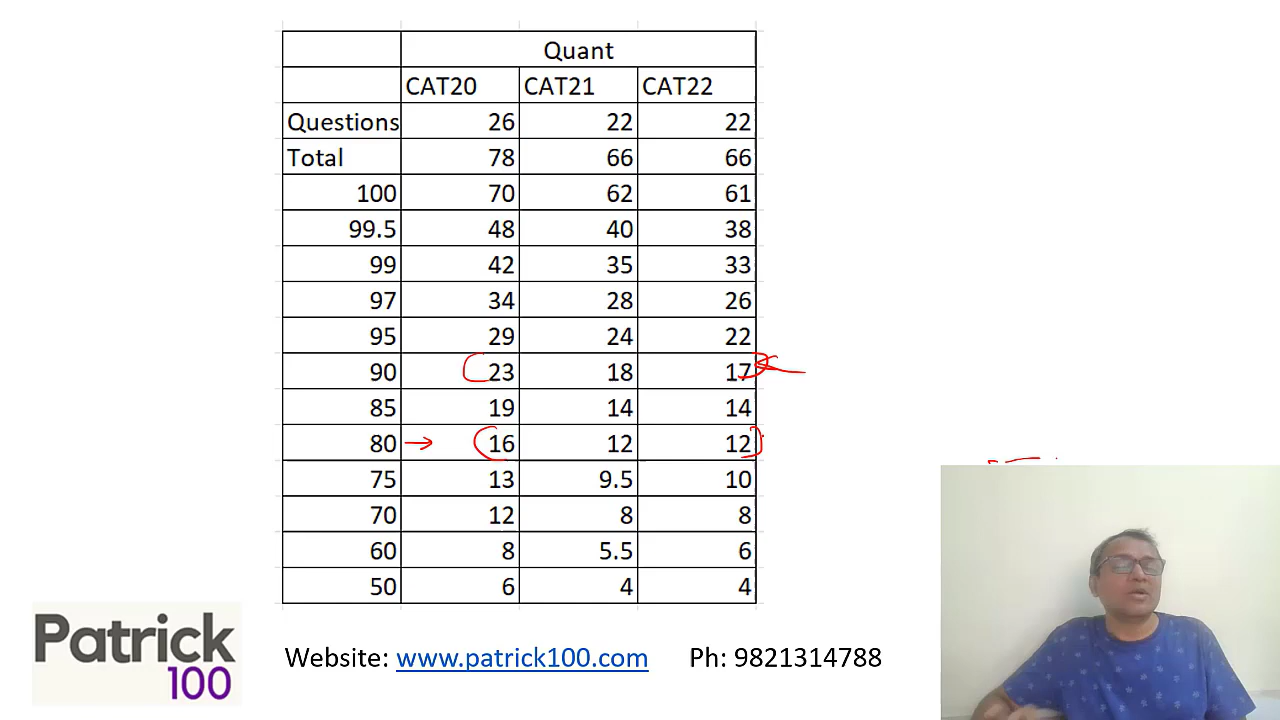 Quant
CAT20 CAT21 CAT22
Questions 26 22 22
Total 78 66 66
100 70 62 61
99.5 48 40 38
99 42 35 33
97 34 28 26
95 29 24 22
90 23 18 17
85 19 14 14
80 16 12 12
75 13 9.5 10
70 12 8 8
60 8 5.5 6
50 6 4 4
Patrick
100
Website: www.patrick100.com Ph: 9821314788